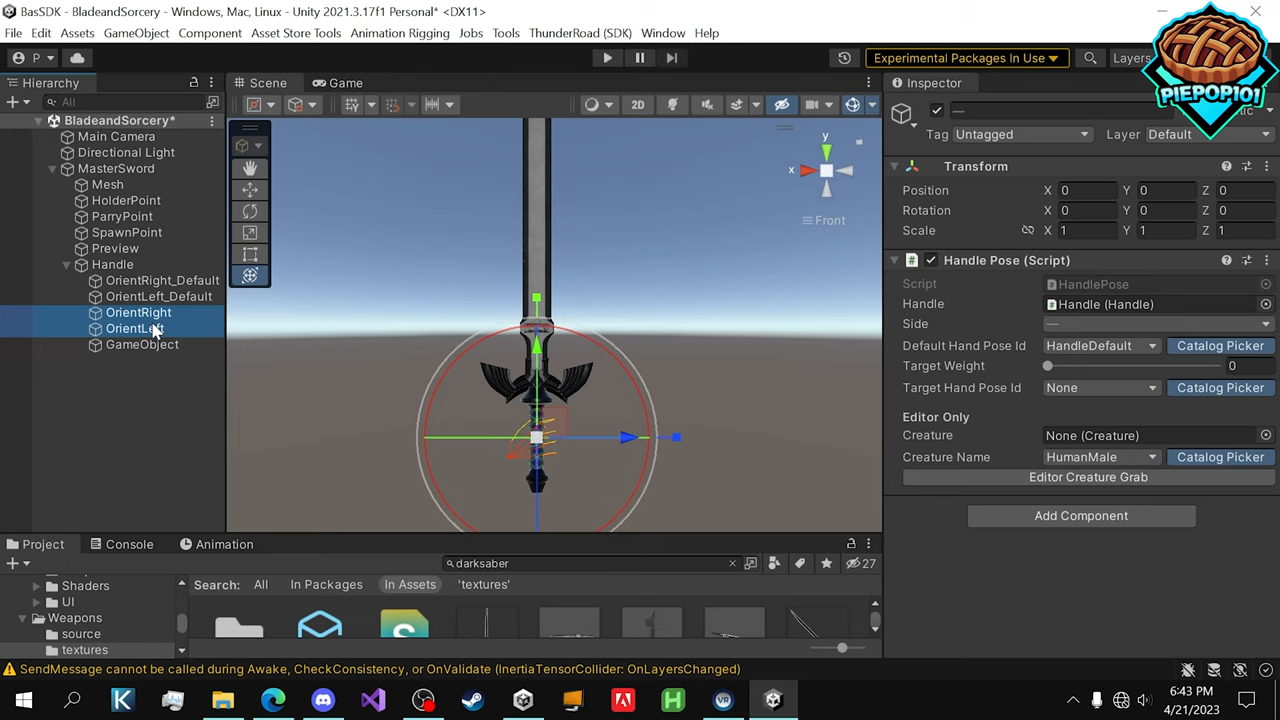 BasSDK - BladeandSorcery - Windows, Mac, Linux - Unity 2021.3.17f1 Personal* <DX11>
File Edit Assets GameObject Component Asset Store Tools Animation Rigging Jobs Tools ThunderRoad (SDK) Window Help
P Experimental Packages In Use Layers
Hierarchy Scene Game Inspector
All 2D
BladeandSorcery*
Main Camera
Directional Light
MasterSword
Mesh
HolderPoint
ParryPoint
SpawnPoint
Preview
Handle
OrientRight_Default
OrientLeft_Default
OrientRight
OrientLeft
GameObject
y
x
Front
PIEPOP101
Tag Untagged Layer Default
Transform
Position X 0 Y 0 Z 0
Rotation X 0 Y 0 Z 0
Scale X 1 Y 1 Z 1
Handle Pose (Script)
Script HandlePose
Handle Handle (Handle)
Side —
Default Hand Pose Id HandleDefault Catalog Picker
Target Weight 0
Target Hand Pose Id None Catalog Picker
Editor Only
Creature None (Creature)
Creature Name HumanMale Catalog Picker
Editor Creature Grab
Add Component
Project Console Animation
darksaber 27
Shaders
UI
Weapons
source
textures
Search: All In Packages In Assets 'textures'
SendMessage cannot be called during Awake, CheckConsistency, or OnValidate (InertiaTensorCollider: OnLayersChanged)
6:43 PM
4/21/2023